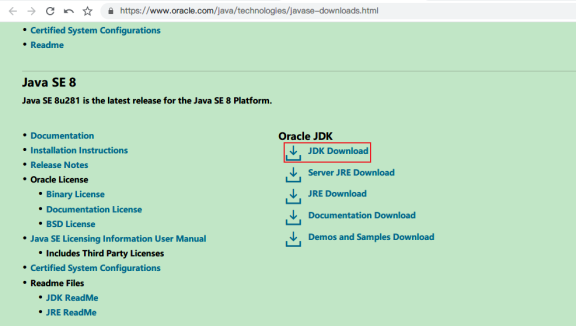 https://www.oracle.com/java/technologies/javase-downloads.html
Certified System Configurations
Readme
Java SE 8
Java SE 8u281 is the latest release for the Java SE 8 Platform.
Documentation
Installation Instructions
Release Notes
Oracle License
Binary License
Documentation License
BSD License
Java SE Licensing Information User Manual
Includes Third Party Licenses
Certified System Configurations
Readme Files
JDK ReadMe
JRE ReadMe
Oracle JDK
JDK Download
Server JRE Download
JRE Download
Documentation Download
Demos and Samples Download